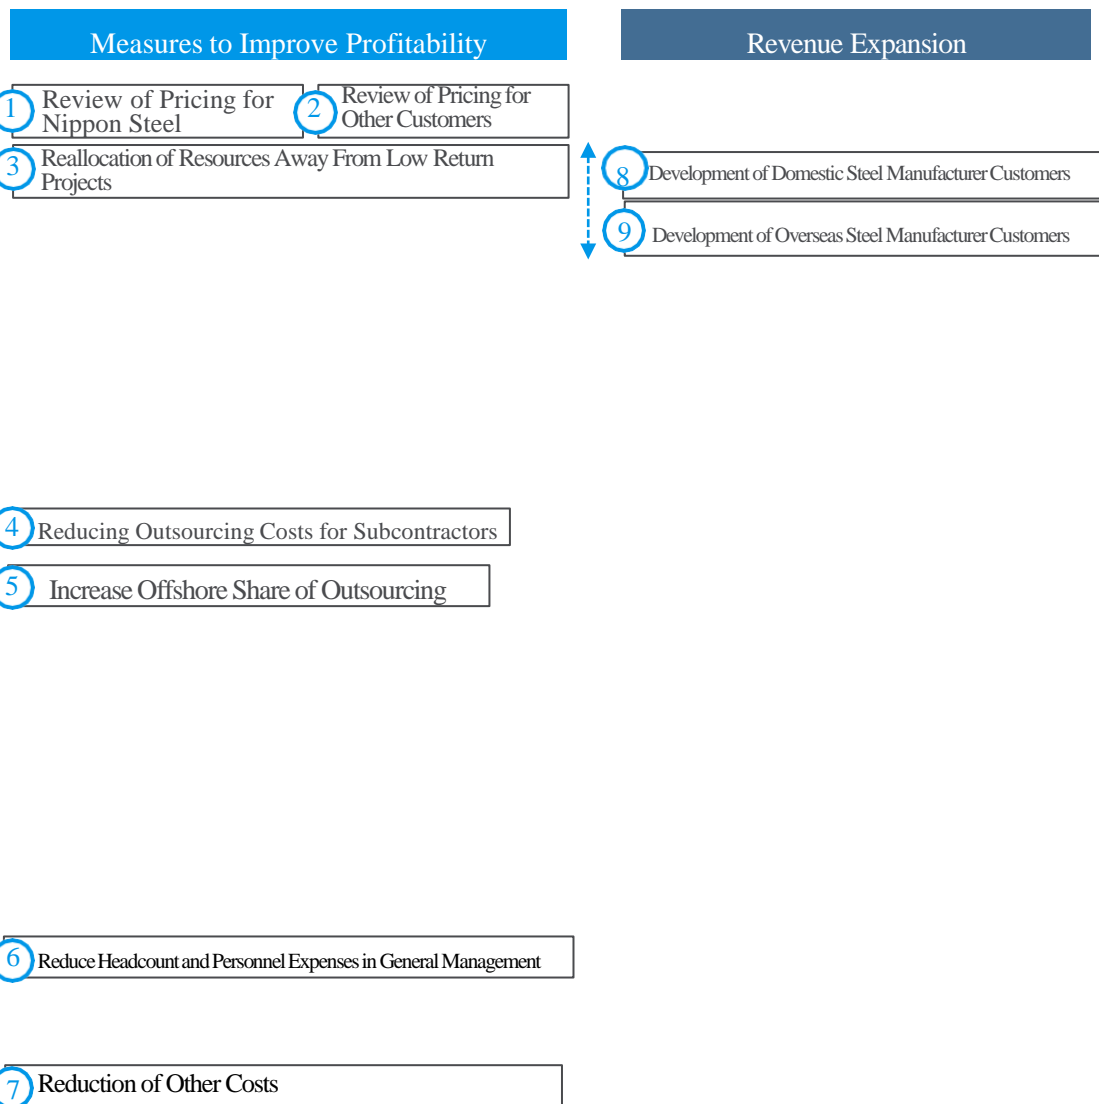 Measures to Improve Profitability
Revenue Expansion
1
Review of Pricing for
Nippon Steel
2
Review of Pricing for
Other Customers
3
Reallocation of Resources Away From Low Return
Projects
8
Development of Domestic Steel Manufacturer Customers
9
Development of Overseas Steel Manufacturer Customers
4
Reducing Outsourcing Costs for Subcontractors
5
Increase Offshore Share of Outsourcing
6
Reduce Headcount and Personnel Expenses in General Management
7
Reduction of Other Costs